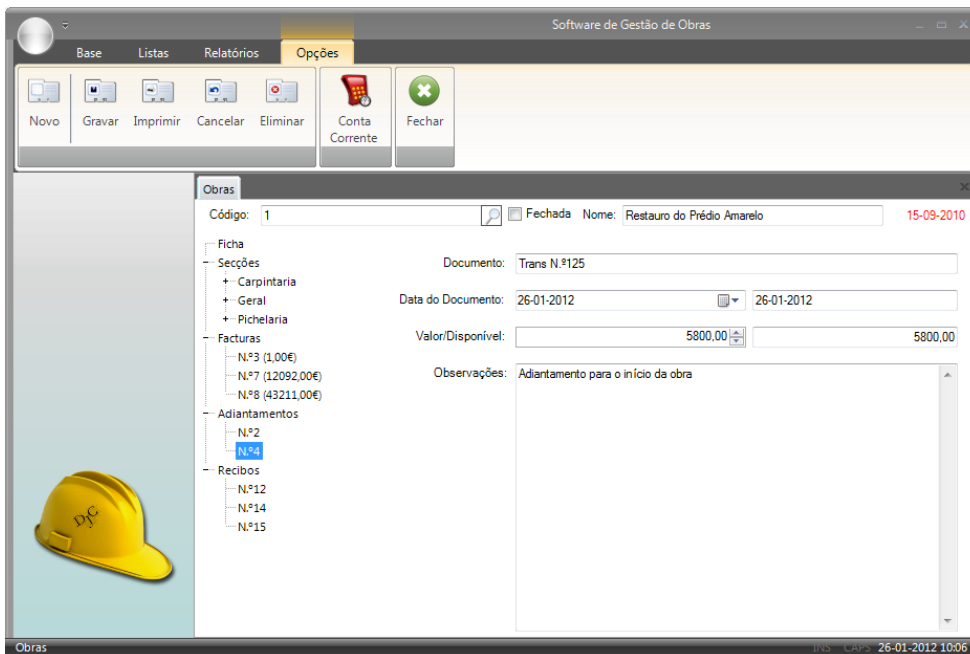 Software de Gestão de Obras
Base Listas Relatórios Opções
Novo Gravar Imprimir Cancelar Eliminar Conta Corrente Fechar
Obras
Código: 1 Fechada Nome: Restauro do Prédio Amarelo 15-09-2010
Ficha
Secções
Carpintaria
Geral
Pichelaria
Facturas
N.º3 (1,00€)
N.º7 (12092,00€)
N.º8 (43211,00€)
Adiantamentos
N.º2
N.º4
Recibos
N.º12
N.º14
N.º15
Documento: Trans N.º125
Data do Documento: 26-01-2012 26-01-2012
Valor/Disponível: 5800,00 5800,00
Observações: Adiantamento para o início da obra
DJC
Obras INS CAPS 26-01-2012 10:06